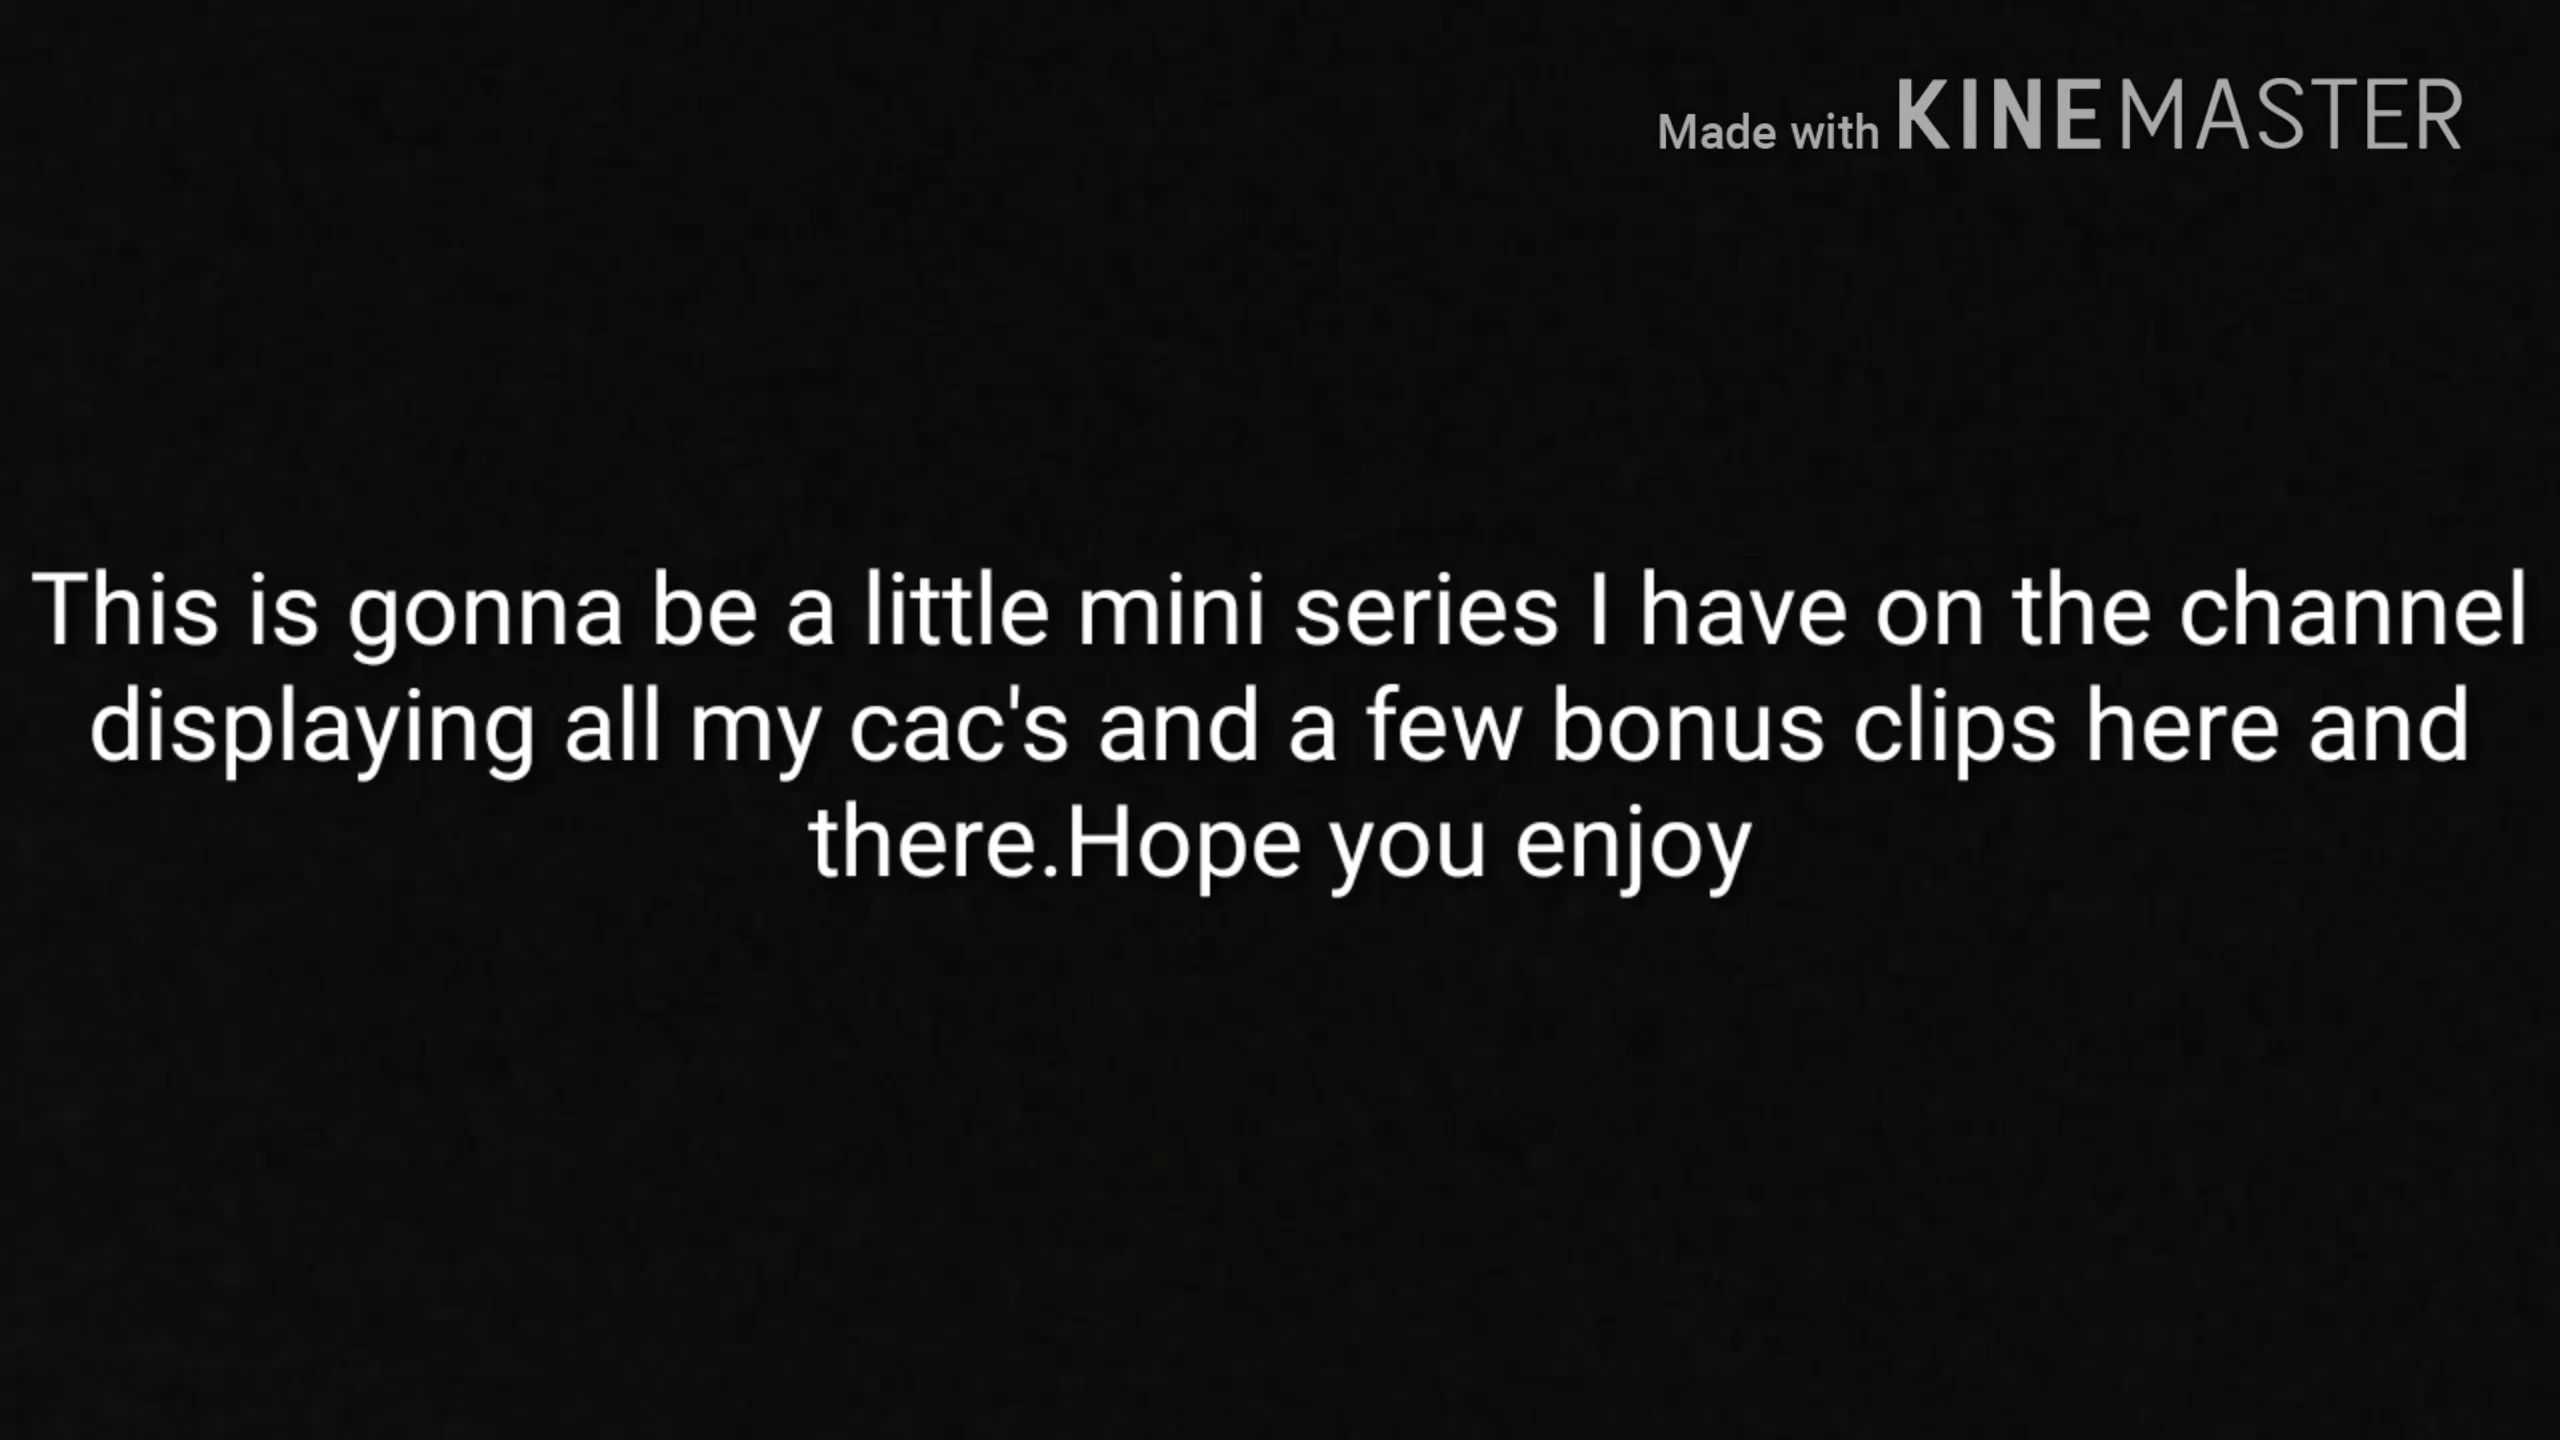 Made with KINEMASTER
This is gonna be a little mini series I have on the channel
displaying all my cac's and a few bonus clips here and
there.Hope you enjoy